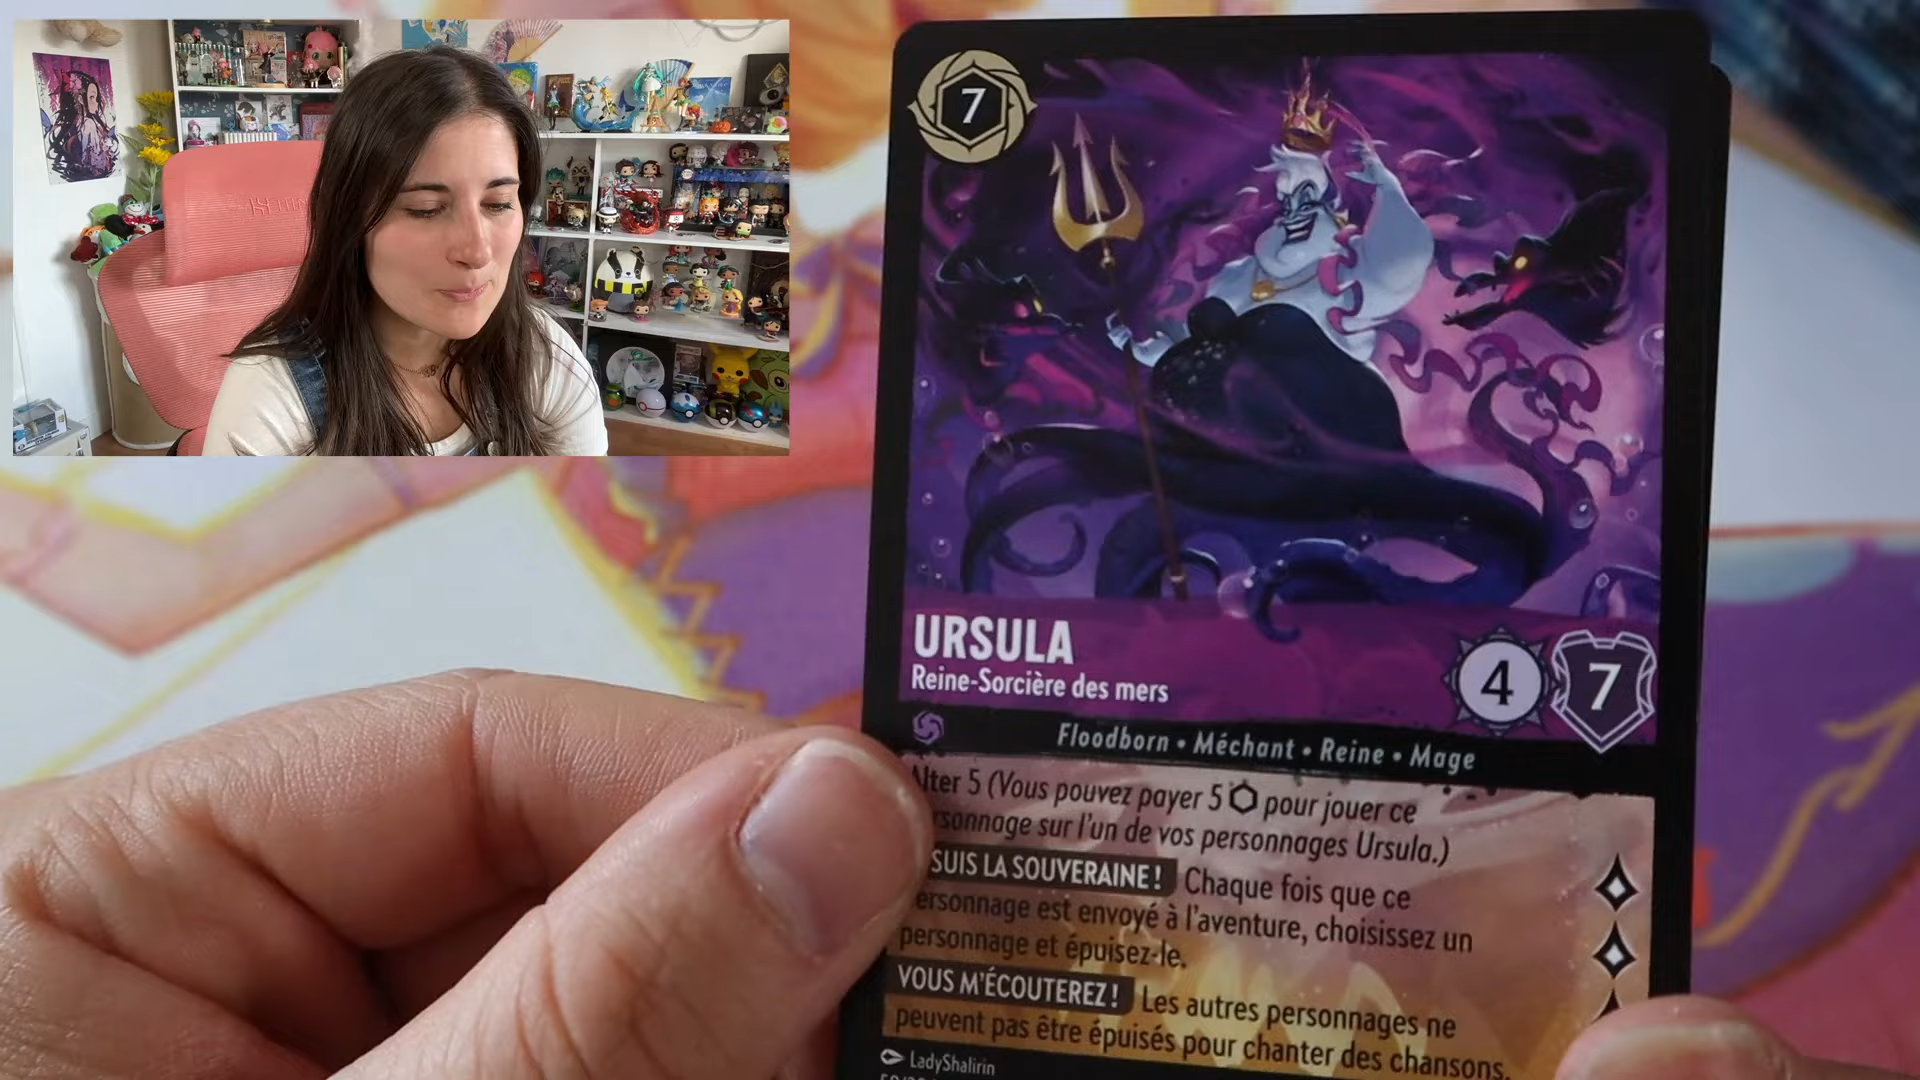 7
URSULA
Reine-Sorcière des mers
4 7
Floodborn • Méchant • Reine • Mage
Alter 5 (Vous pouvez payer 5 pour jouer ce
sur l'un de vos personnages Ursula.)
SUIS LA SOUVERAINE ! Chaque fois que ce
est envoyé à l'aventure, choisissez un
personnage et épuisez-le.
VOUS M'ÉCOUTEREZ ! Les autres personnages ne
peuvent pas être épuisés pour chanter des chansons.
LadyShalirin